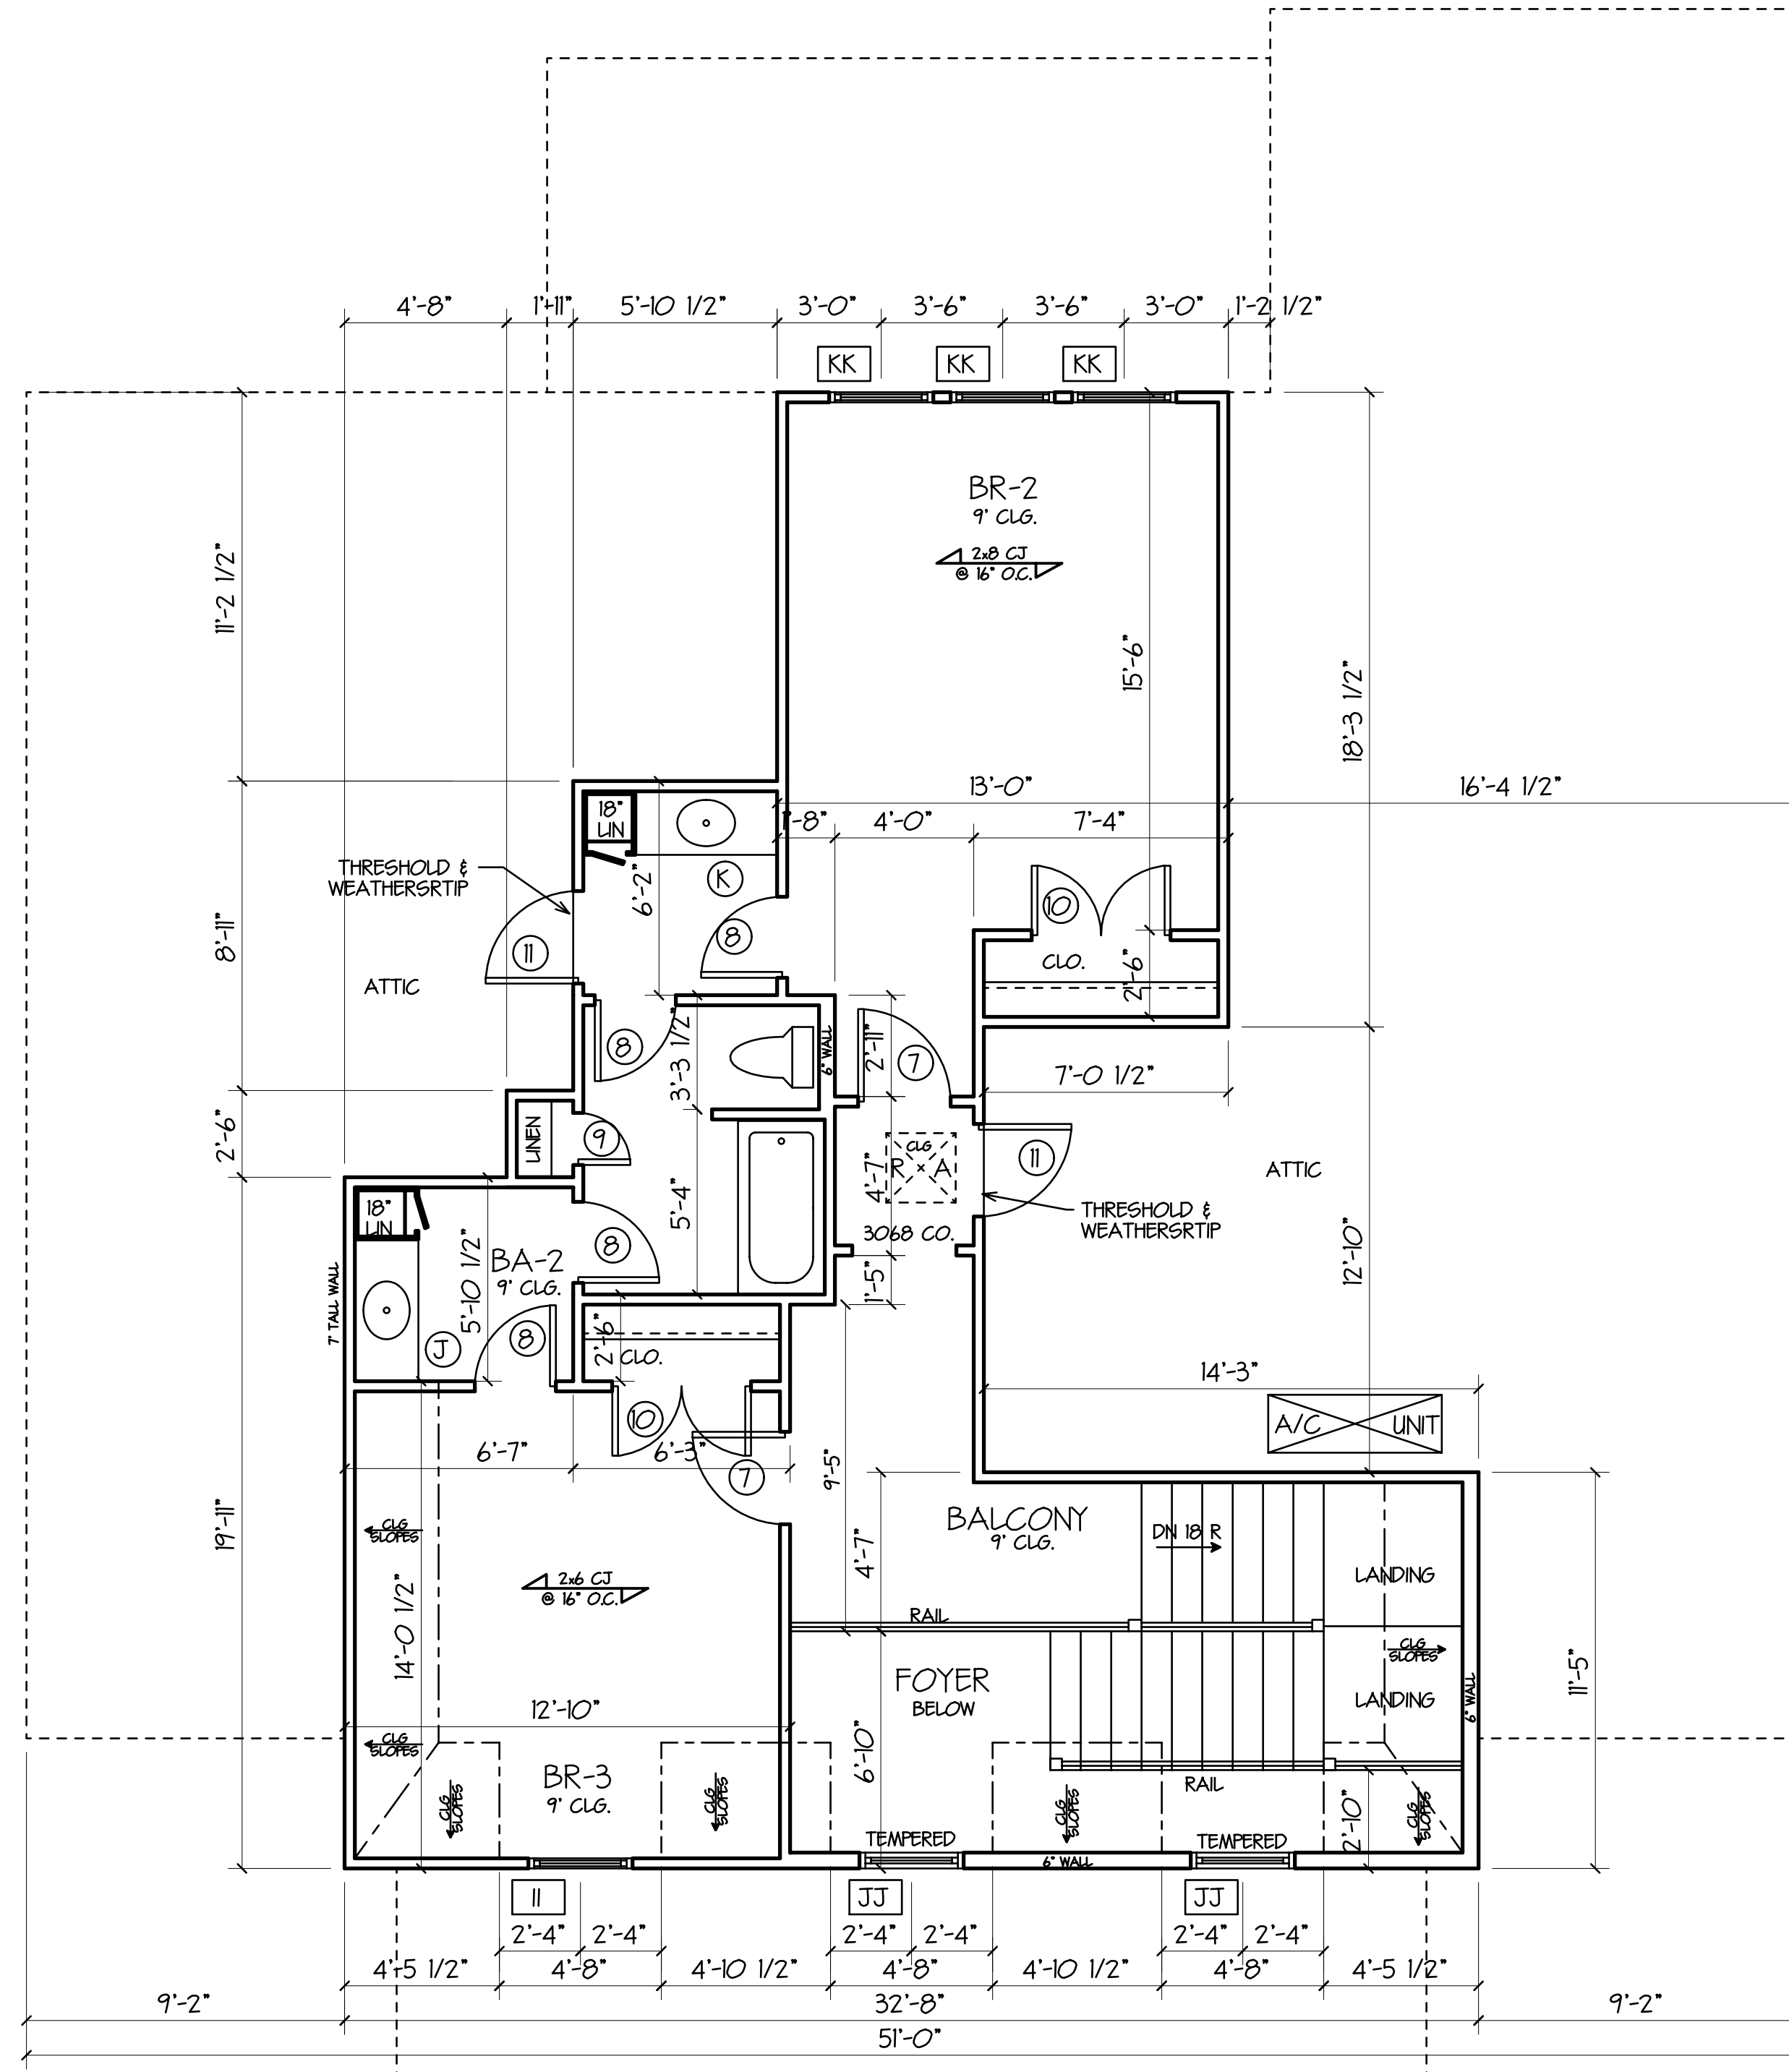 4'-8"
1'-11"
5'-10 1/2"
3'-0"
3'-6"
3'-6"
3'-0"
1'-2 1/2"
KK
KK
KK
BR-2
9' CLG.
2x8 CJ
@ 16" O.C.
11'-2 1/2"
15'-6"
18'-3 1/2"
13'-0"
16'-4 1/2"
1'-8"
4'-0"
7'-4"
18"
LIN
THRESHOLD &
WEATHERSRTIP
K
6'-2"
8
10
11
8'-11"
ATTIC
CLO.
2'-6"
8
3'-3 1/2"
6" WALL
2'-11"
7
7'-0 1/2"
2'-6"
LINEN
9
CLG
R A
4'-7"
11
ATTIC
5'-4"
18"
LIN
THRESHOLD &
WEATHERSRTIP
3068 CO.
8
BA-2
9' CLG.
5'-10 1/2"
7' TALL WALL
1'-5"
12'-10"
J
8
2'-6"
CLO.
14'-3"
10
A/C UNIT
6'-7"
6'-3"
7
9'-5"
19'-11"
CLG
SLOPES
BALCONY
9' CLG.
DN 18 R
4'-7"
LANDING
2x6 CJ
@ 16" O.C.
14'-0 1/2"
RAIL
CLG
SLOPES
FOYER
BELOW
LANDING
6" WALL
11'-5"
12'-10"
CLG
SLOPES
6'-10"
BR-3
9' CLG.
RAIL
CLG
SLOPES
CLG
SLOPES
CLG
SLOPES
CLG
SLOPES
2'-10"
TEMPERED
TEMPERED
6" WALL
II
JJ
JJ
2'-4"
2'-4"
2'-4"
2'-4"
2'-4"
2'-4"
4'-5 1/2"
4'-8"
4'-10 1/2"
4'-8"
4'-10 1/2"
4'-8"
4'-5 1/2"
9'-2"
32'-8"
9'-2"
51'-0"